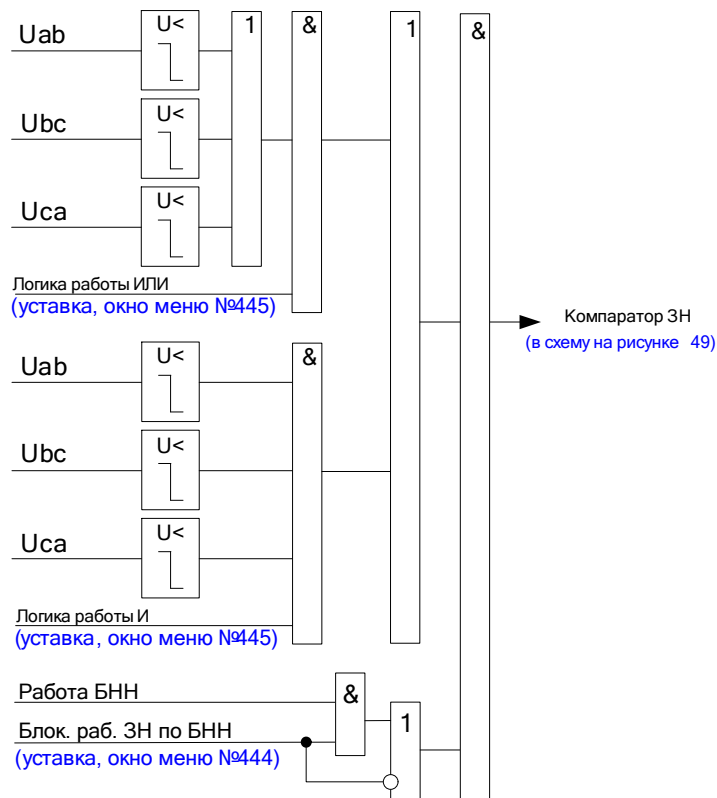 Uab
U<
1
&
1
&
Ubc
U<
Uca
U<
Логика работы ИЛИ
(уставка, окно меню №445)
Компаратор ЗН
(в схему на рисунке 49)
Uab
U<
&
Ubc
U<
Uca
U<
Логика работы И
(уставка, окно меню №445)
Работа БНН
&
1
Блок. раб. ЗН по БНН
(уставка, окно меню №444)